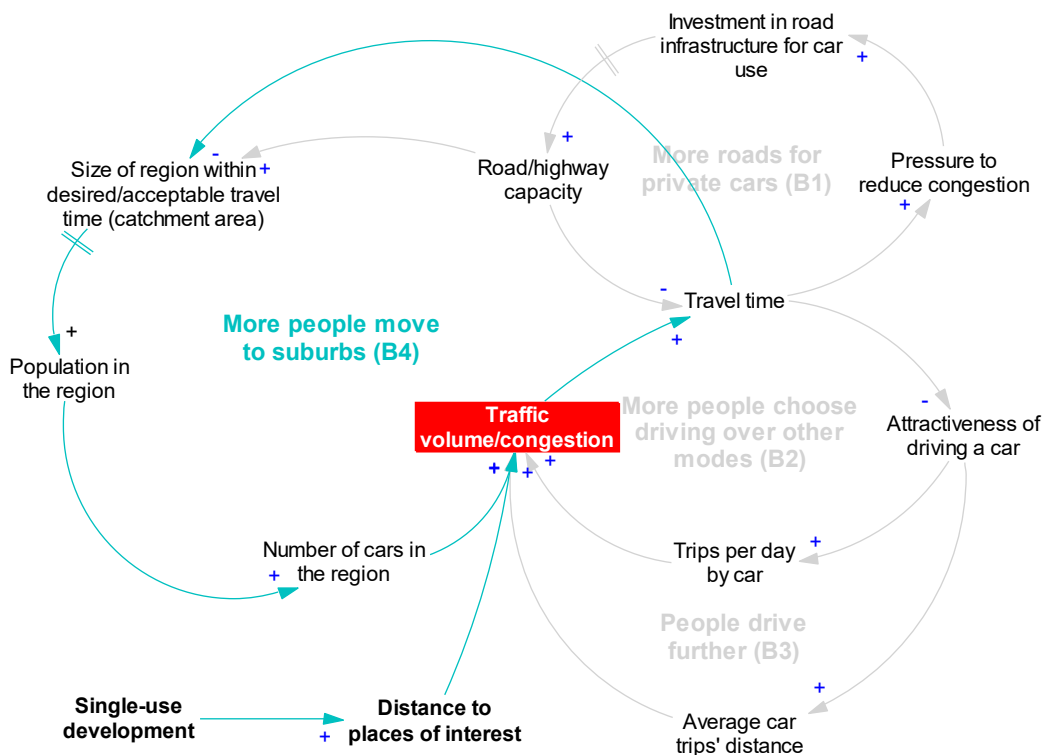 Investment in road
infrastructure for car
use
+
+
Size of region within
desired/acceptable travel
time (catchment area)
-
+
Road/highway
capacity
+
More roads for
private cars (B1)
Pressure to
reduce congestion
+
-
Travel time
+
More people move
to suburbs (B4)
+
Population in
the region
Traffic
volume/congestion
+
+
+
More people choose
driving over other
modes (B2)
-
Attractiveness of
driving a car
Number of cars in
the region
+
Trips per day
by car
+
People drive
further (B3)
+
Single-use
development
+
Distance to
places of interest
Average car
trips' distance